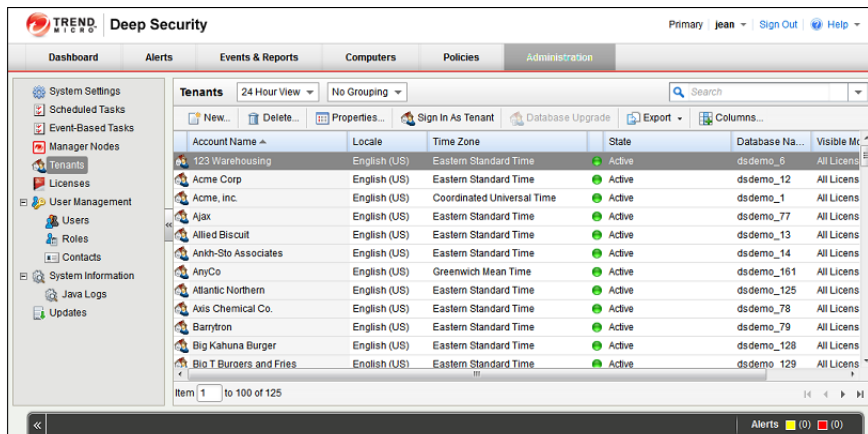 TREND MICRO Deep Security
Primary jean Sign Out Help
Dashboard Alerts Events & Reports Computers Policies Administration
System Settings
Scheduled Tasks
Event-Based Tasks
Manager Nodes
Tenants
Licenses
User Management
Users
Roles
Contacts
System Information
Java Logs
Updates
Tenants 24 Hour View No Grouping Search
New... Delete... Properties... Sign In As Tenant Database Upgrade Export Columns...
Account Name Locale Time Zone State Database Na... Visible Mo
123 Warehousing English (US) Eastern Standard Time Active dsdemo_6 All Licens
Acme Corp English (US) Eastern Standard Time Active dsdemo_12 All Licens
Acme, inc. English (US) Coordinated Universal Time Active dsdemo_1 All Licens
Ajax English (US) Eastern Standard Time Active dsdemo_77 All Licens
Allied Biscuit English (US) Eastern Standard Time Active dsdemo_13 All Licens
Ankh-Sto Associates English (US) Eastern Standard Time Active dsdemo_14 All Licens
AnyCo English (US) Greenwich Mean Time Active dsdemo_161 All Licens
Atlantic Northern English (US) Eastern Standard Time Active dsdemo_125 All Licens
Axis Chemical Co. English (US) Eastern Standard Time Active dsdemo_78 All Licens
Barrytron English (US) Eastern Standard Time Active dsdemo_79 All Licens
Big Kahuna Burger English (US) Eastern Standard Time Active dsdemo_128 All Licens
Big T Burgers and Fries English (US) Eastern Standard Time Active dsdemo_129 All Licens
Item 1 to 100 of 125
Alerts (0) (0)